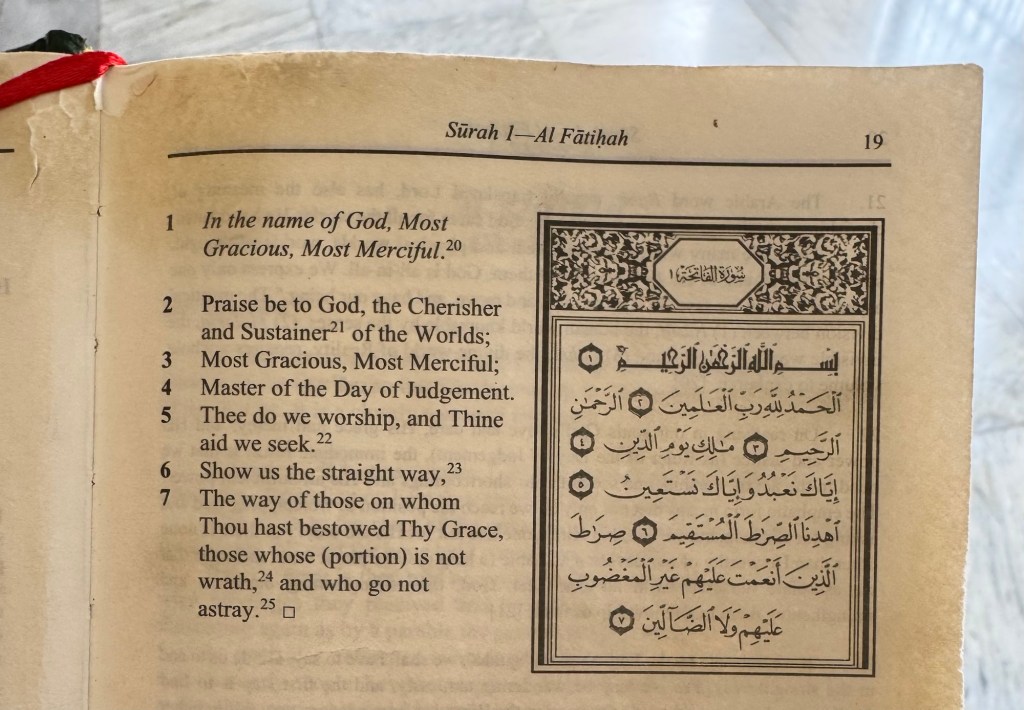 Sūrah 1—Al Fātiḥah
19
1 In the name of God, Most
Gracious, Most Merciful.20
2 Praise be to God, the Cherisher
and Sustainer21 of the Worlds;
3 Most Gracious, Most Merciful;
4 Master of the Day of Judgement.
5 Thee do we worship, and Thine
aid we seek.22
6 Show us the straight way,23
7 The way of those on whom
Thou hast bestowed Thy Grace,
those whose (portion) is not
wrath,24 and who go not
astray.25 □
سُورَةُ الفَاتِحَة ١
بِسْمِ ٱللَّهِ ٱلرَّحْمَٰنِ ٱلرَّحِيمِ ١
ٱلْحَمْدُ لِلَّهِ رَبِّ ٱلْعَـٰلَمِينَ ٢ ٱلرَّحْمَٰنِ
ٱلرَّحِيمِ ٣ مَـٰلِكِ يَوْمِ ٱلدِّينِ ٤
إِيَّاكَ نَعْبُدُ وَإِيَّاكَ نَسْتَعِينُ ٥
ٱهْدِنَا ٱلصِّرَٰطَ ٱلْمُسْتَقِيمَ ٦ صِرَٰطَ
ٱلَّذِينَ أَنْعَمْتَ عَلَيْهِمْ غَيْرِ ٱلْمَغْضُوبِ
عَلَيْهِمْ وَلَا ٱلضَّآلِّينَ ٧